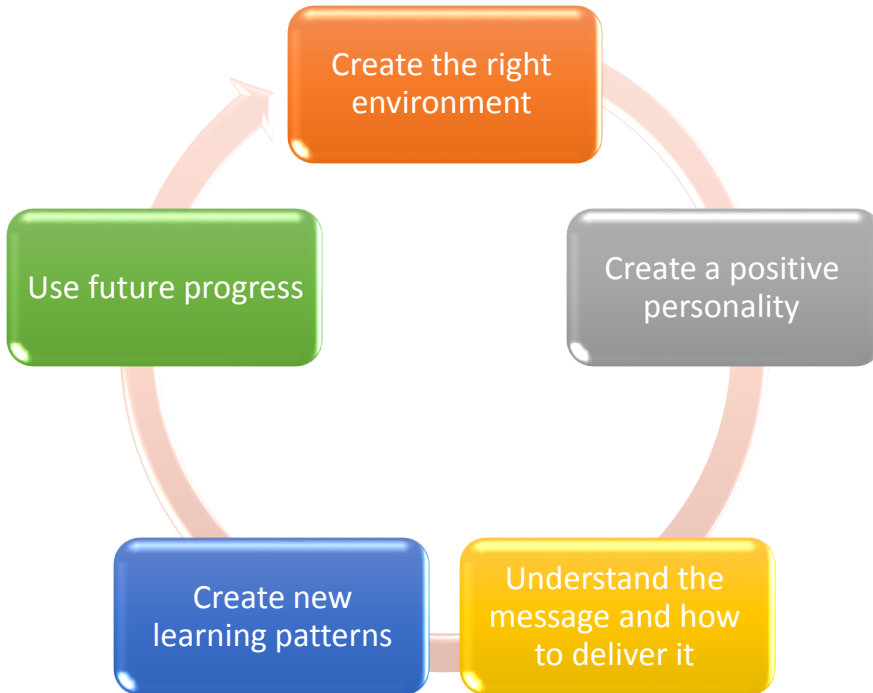 Create the right
environment
Create a positive
personality
Understand the
message and how
to deliver it
Create new
learning patterns
Use future progress